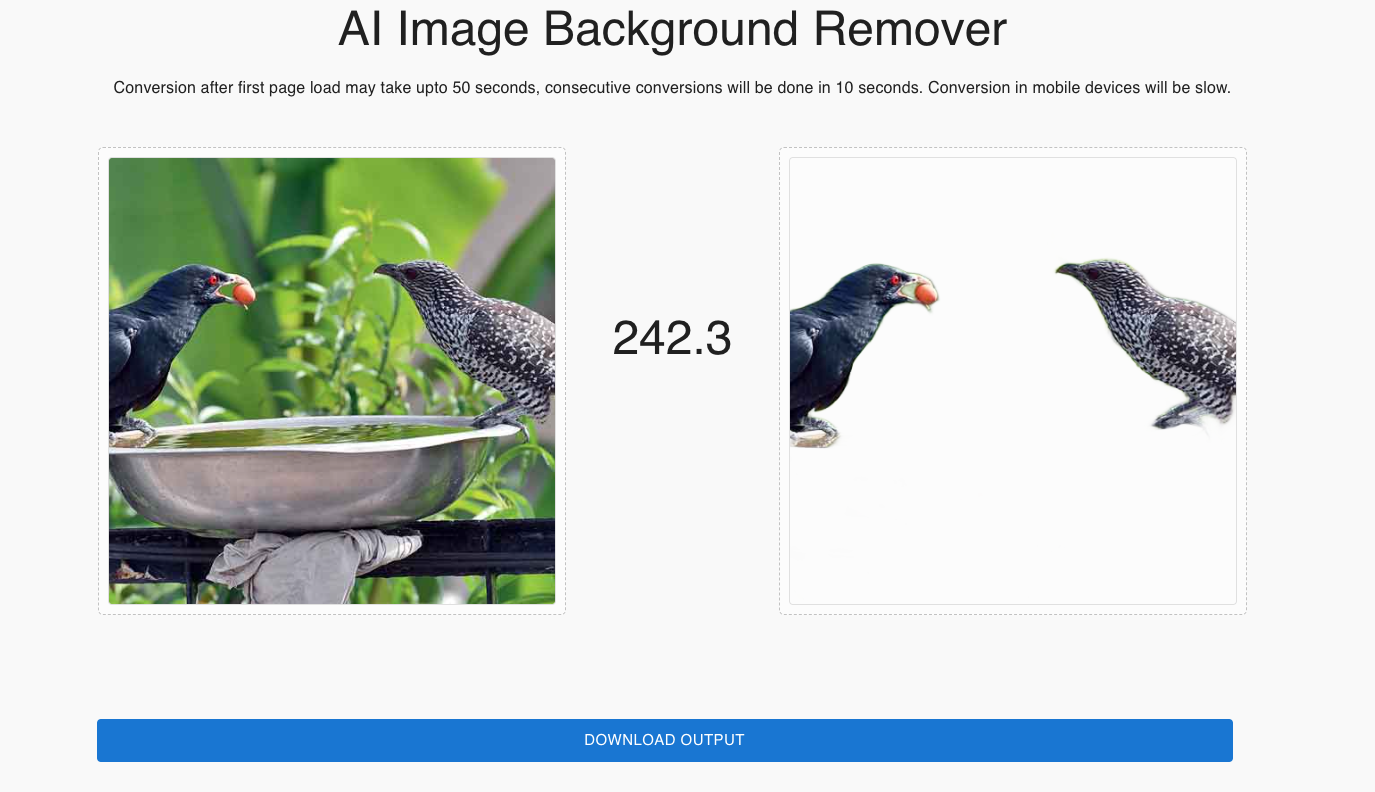 AI Image Background Remover
Conversion after first page load may take upto 50 seconds, consecutive conversions will be done in 10 seconds. Conversion in mobile devices will be slow.
242.3
DOWNLOAD OUTPUT